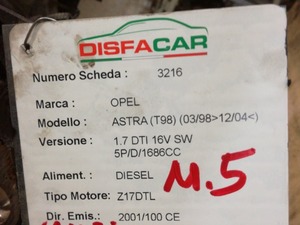 DISFACAR
Numero Scheda : 3216
Marca : OPEL
Modello : ASTRA (T98) (03/98>12/04<)
Versione : 1.7 DTI 16V SW
5P/D/1686CC
Aliment. : DIESEL
M.5
Tipo Motore: Z17DTL
Dir. Emis.: 2001/100 CE